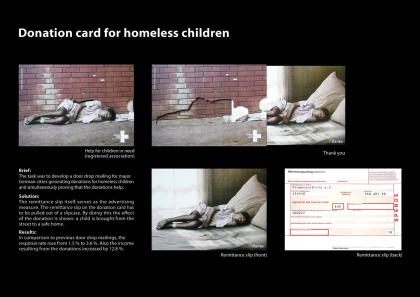 Donation card for homeless children
Help for children in need
(registered association)
Danke
Thank you
Brief:
The task was to develop a door drop mailing for major
German cities generating donations for homeless children
and simultaneously proving that the donations help.
Solution:
The remittance slip itself serves as the advertising
measure. The remittance slip on the donation card has
to be pulled out of a slipcase. By doing this the effect
of the donation is shown: a child is brought from the
street to a safe home.
Results:
In comparison to previous door drop mailings, the
response rate rose from 1.5 % to 3.6 %. Also the income
resulting from the donations increased by 12.8 %.
Danke
Remittance slip (front)
SPENDE
EUR
Remittance slip (back)